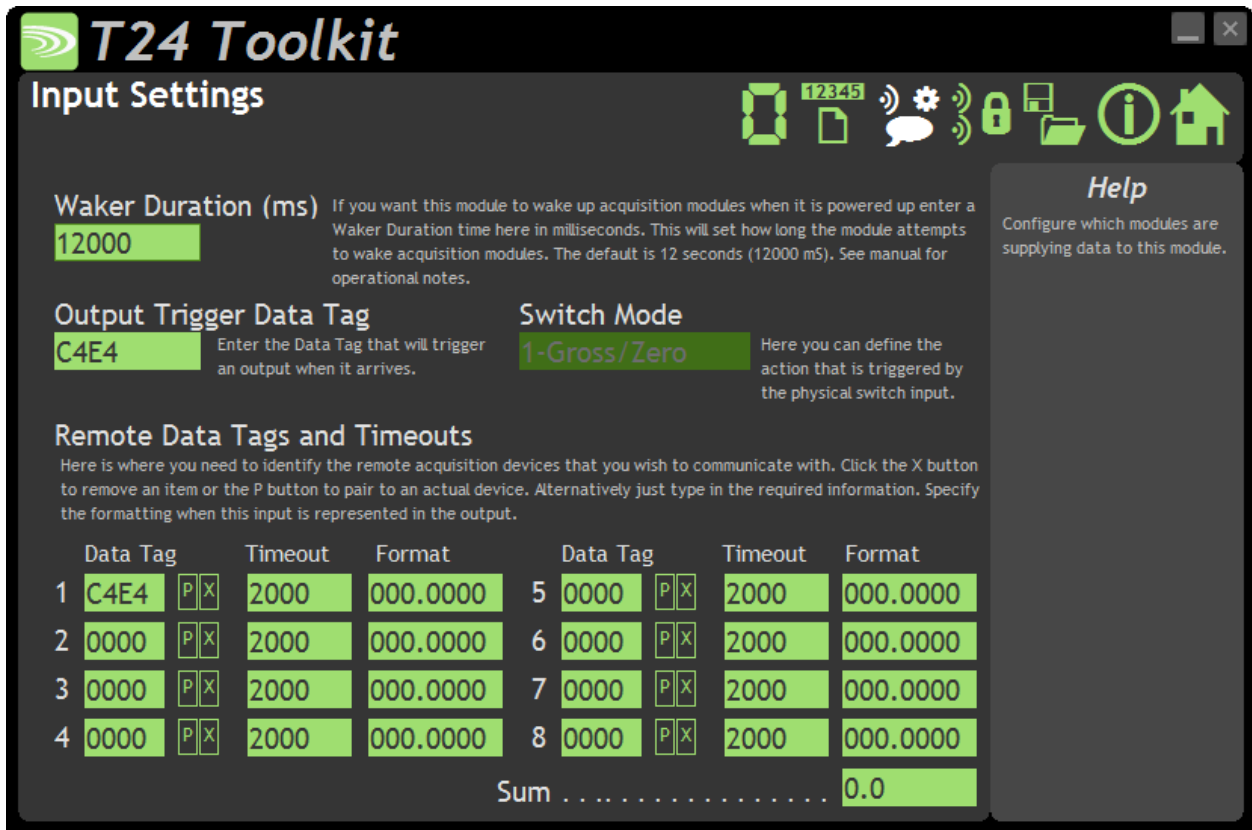 T24 Toolkit
Input Settings
12345
Waker Duration (ms)
12000
If you want this module to wake up acquisition modules when it is powered up enter a
Waker Duration time here in milliseconds. This will set how long the module attempts
to wake acquisition modules. The default is 12 seconds (12000 mS). See manual for
operational notes.
Output Trigger Data Tag
C4E4
Enter the Data Tag that will trigger
an output when it arrives.
Switch Mode
1-Gross/Zero
Here you can define the
action that is triggered by
the physical switch input.
Remote Data Tags and Timeouts
Here is where you need to identify the remote acquisition devices that you wish to communicate with. Click the X button
to remove an item or the P button to pair to an actual device. Alternatively just type in the required information. Specify
the formatting when this input is represented in the output.
Data Tag Timeout Format Data Tag Timeout Format
1 C4E4 P X 2000 000.0000 5 0000 P X 2000 000.0000
2 0000 P X 2000 000.0000 6 0000 P X 2000 000.0000
3 0000 P X 2000 000.0000 7 0000 P X 2000 000.0000
4 0000 P X 2000 000.0000 8 0000 P X 2000 000.0000
Sum . . .. . . . . . . . . . . . . . 0.0
Help
Configure which modules are
supplying data to this module.